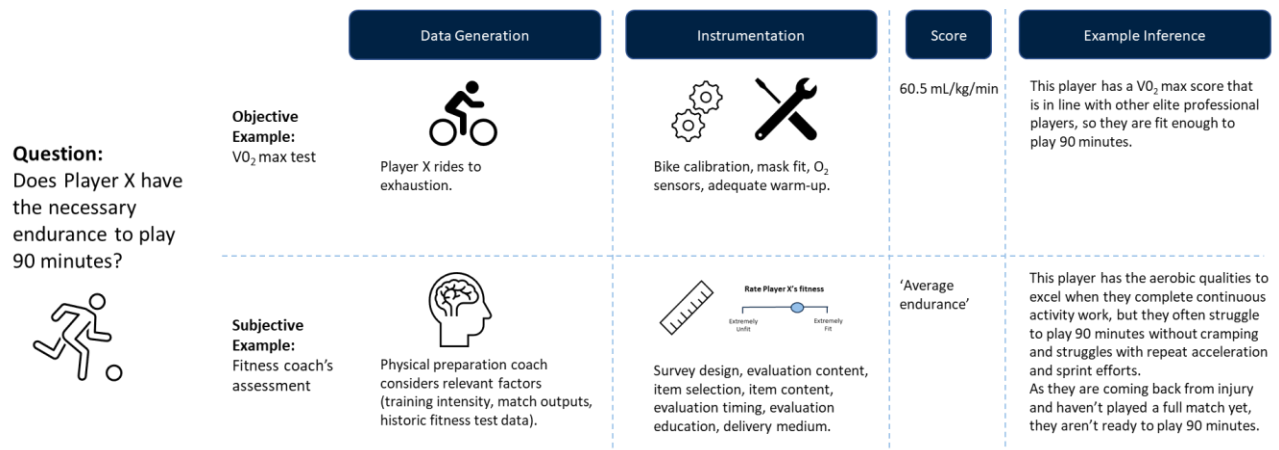 Data Generation
Instrumentation
Score
Example Inference
Question:
Does Player X have
the necessary
endurance to play
90 minutes?
Objective
Example:
V0₂ max test
Player X rides to
exhaustion.
Bike calibration, mask fit, O₂
sensors, adequate warm-up.
60.5 mL/kg/min
This player has a V0₂ max score that
is in line with other elite professional
players, so they are fit enough to
play 90 minutes.
Subjective
Example:
Fitness coach's
assessment
Physical preparation coach
considers relevant factors
(training intensity, match outputs,
historic fitness test data).
Rate Player X's fitness
Extremely
Unfit
Extremely
Fit
Survey design, evaluation content,
item selection, item content,
evaluation timing, evaluation
education, delivery medium.
‘Average
endurance’
This player has the aerobic qualities to
excel when they complete continuous
activity work, but they often struggle
to play 90 minutes without cramping
and struggles with repeat acceleration
and sprint efforts.
As they are coming back from injury
and haven't played a full match yet,
they aren't ready to play 90 minutes.